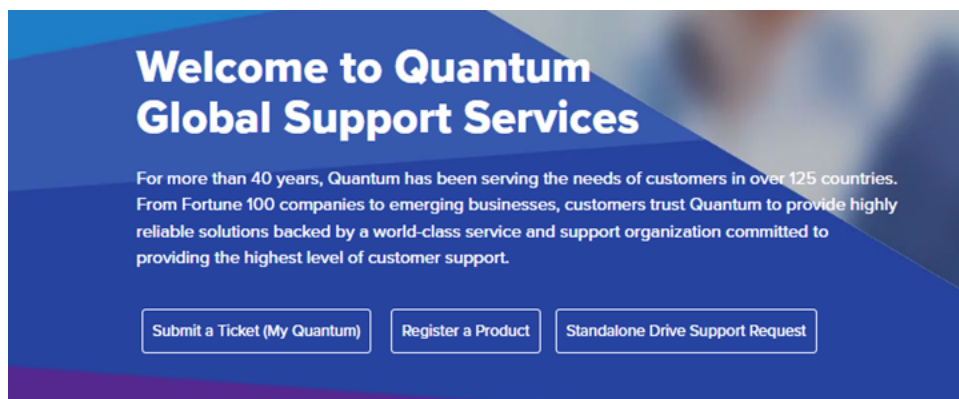 Welcome to Quantum
Global Support Services
For more than 40 years, Quantum has been serving the needs of customers in over 125 countries.
From Fortune 100 companies to emerging businesses, customers trust Quantum to provide highly
reliable solutions backed by a world-class service and support organization committed to
providing the highest level of customer support.
Submit a Ticket (My Quantum)
Register a Product
Standalone Drive Support Request